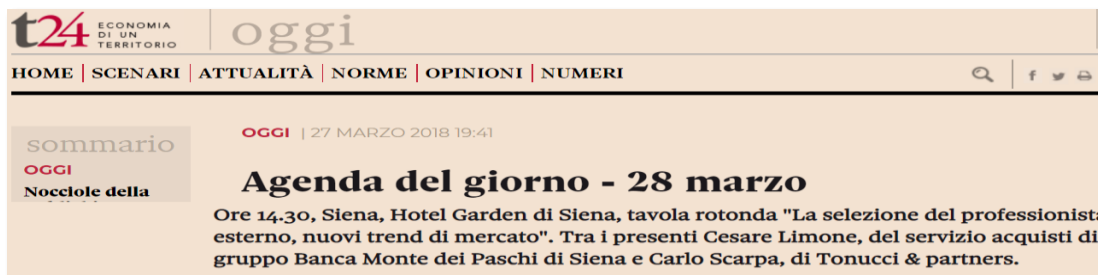 t24 ECONOMIA
DI UN
TERRITORIO
oggi
HOME | SCENARI | ATTUALITÀ | NORME | OPINIONI | NUMERI
sommario
OGGI
Nocciole della
OGGI | 27 MARZO 2018 19:41
Agenda del giorno - 28 marzo
Ore 14.30, Siena, Hotel Garden di Siena, tavola rotonda "La selezione del professionista
esterno, nuovi trend di mercato". Tra i presenti Cesare Limone, del servizio acquisti di
gruppo Banca Monte dei Paschi di Siena e Carlo Scarpa, di Tonucci & partners.